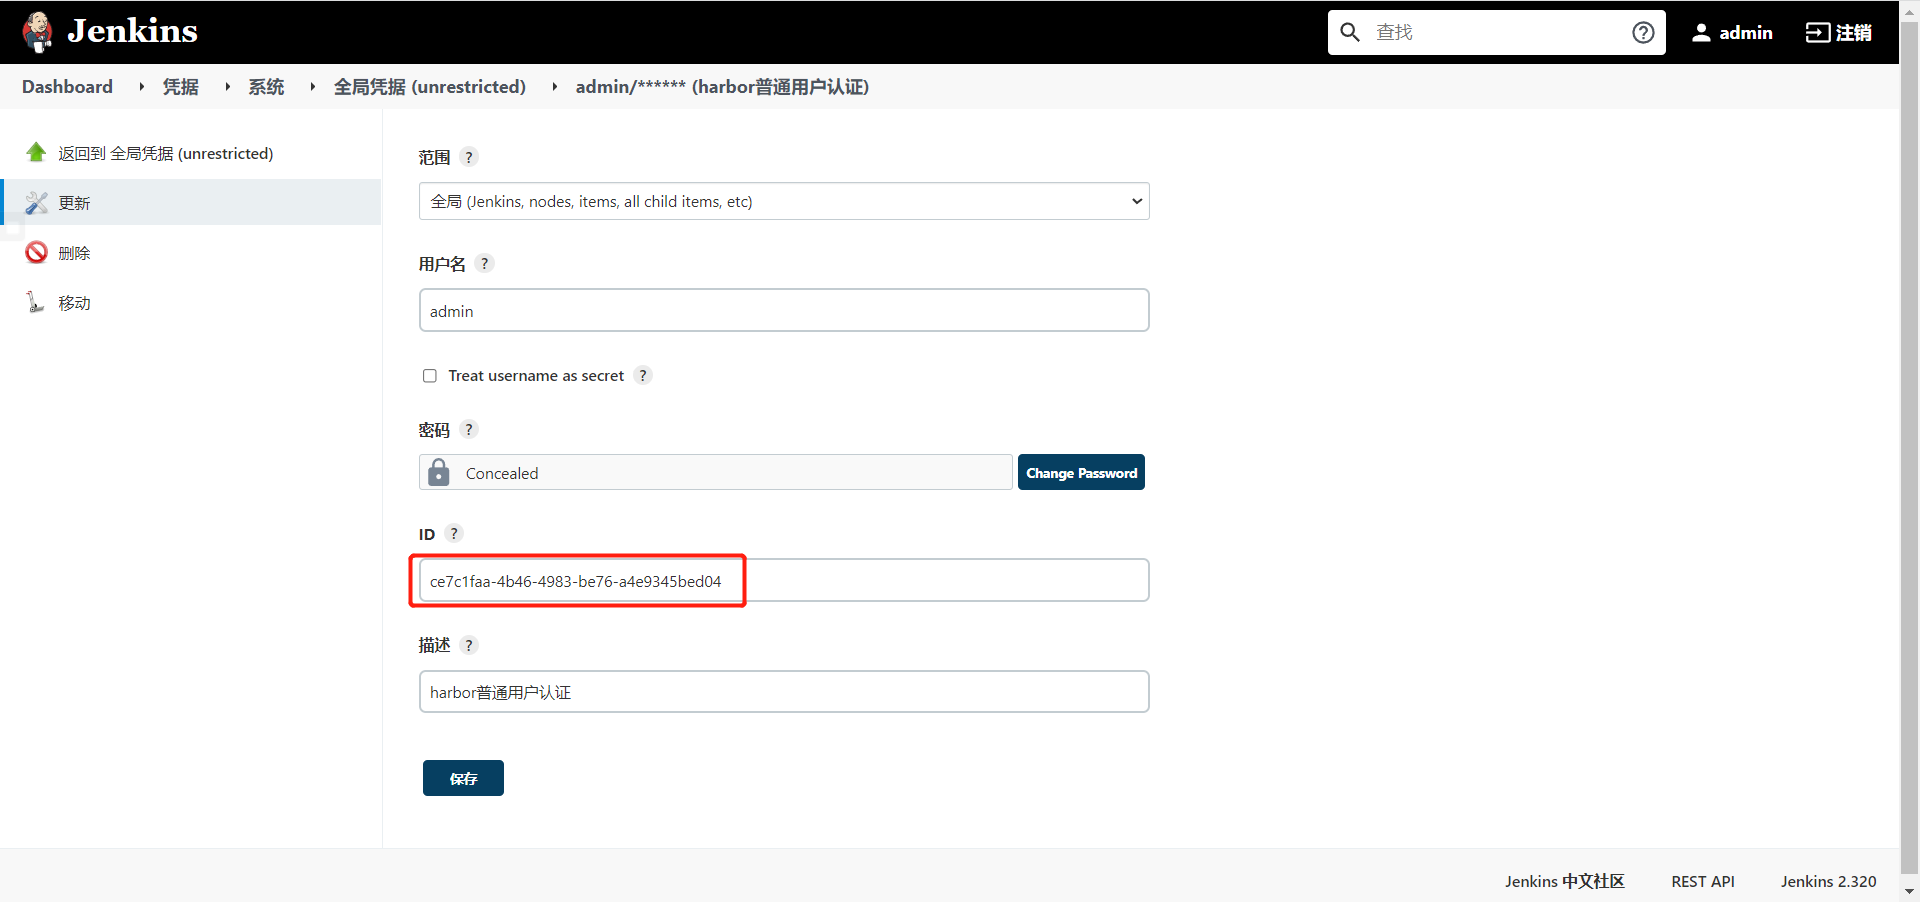 Jenkins
查找
admin
注销
Dashboard
凭据
系统
全局凭据 (unrestricted)
admin/****** (harbor普通用户认证)
返回到 全局凭据 (unrestricted)
更新
删除
移动
范围 ?
全局 (Jenkins, nodes, items, all child items, etc)
用户名 ?
admin
Treat username as secret ?
密码 ?
Concealed
Change Password
ID ?
ce7c1faa-4b46-4983-be76-a4e9345bed04
描述 ?
harbor普通用户认证
保存
Jenkins 中文社区
REST API
Jenkins 2.320